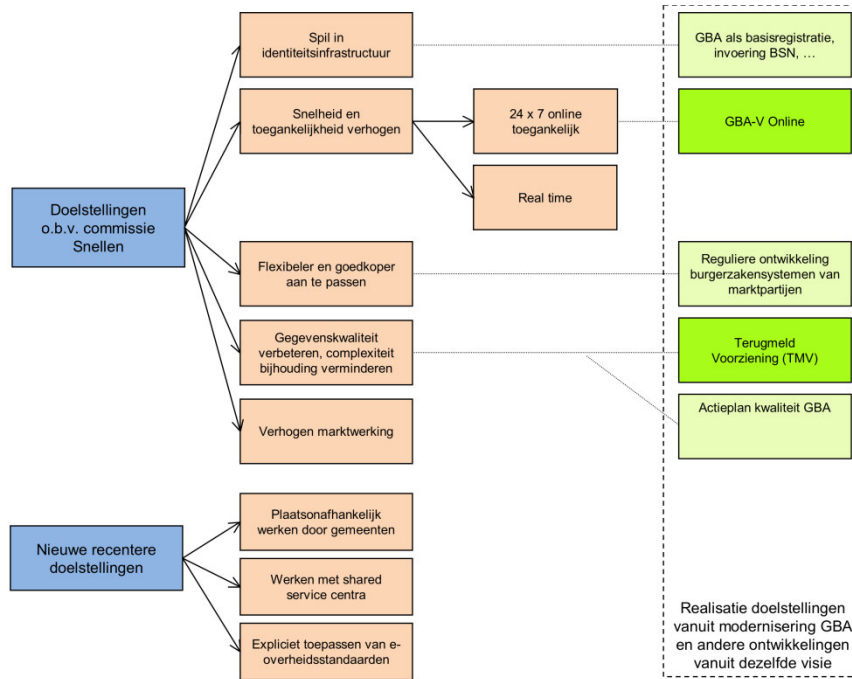 Doelstellingen
o.b.v. commissie
Snellen
Spil in
identiteitsinfrastructuur
GBA als basisregistratie,
invoering BSN, …
Snelheid en
toegankelijkheid verhogen
24 x 7 online
toegankelijk
GBA-V Online
Real time
Flexibeler en goedkoper
aan te passen
Reguliere ontwikkeling
burgerzakensystemen van
marktpartijen
Gegevenskwaliteit
verbeteren, complexiteit
bijhouding verminderen
Terugmeld
Voorziening (TMV)
Actieplan kwaliteit GBA
Verhogen marktwerking
Nieuwe recentere
doelstellingen
Plaatsonafhankelijk
werken door gemeenten
Werken met shared
service centra
Expliciet toepassen van e-
overheidsstandaarden
Realisatie doelstellingen
vanuit modernisering GBA
en andere ontwikkelingen
vanuit dezelfde visie